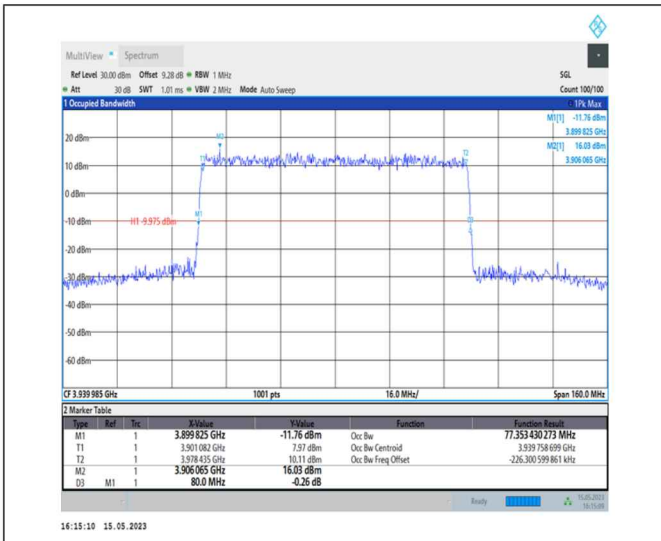 MultiView Spectrum
Ref Level 30.00 dBm Offset 9.28 dB RBW 1 MHz SGL
Att 30 dB SWT 1.01 ms VBW 2 MHz Mode Auto Sweep Count 100/100
1 Occupied Bandwidth 1Pk Max
M1[1] -11.76 dBm
3.899 825 GHz
M2[1] 16.03 dBm
3.906 065 GHz
20 dBm
M2
T1
T2
10 dBm
0 dBm
M1
-10 dBm H1 -9.975 dBm
D3
-20 dBm
-30 dBm
-40 dBm
-50 dBm
-60 dBm
CF 3.939 985 GHz 1001 pts 16.0 MHz/ Span 160.0 MHz
2 Marker Table
Type Ref Trc X-Value Y-Value Function Function Result
M1 1 3.899 825 GHz -11.76 dBm Occ Bw 77.353 430 273 MHz
T1 1 3.901 082 GHz 7.97 dBm Occ Bw Centroid 3.939 758 699 GHz
T2 1 3.978 435 GHz 10.11 dBm Occ Bw Freq Offset -226.300 599 861 kHz
M2 1 3.906 065 GHz 16.03 dBm
D3 M1 1 80.0 MHz -0.26 dB
Ready 15.05.2023
16:15:09
16:15:10 15.05.2023